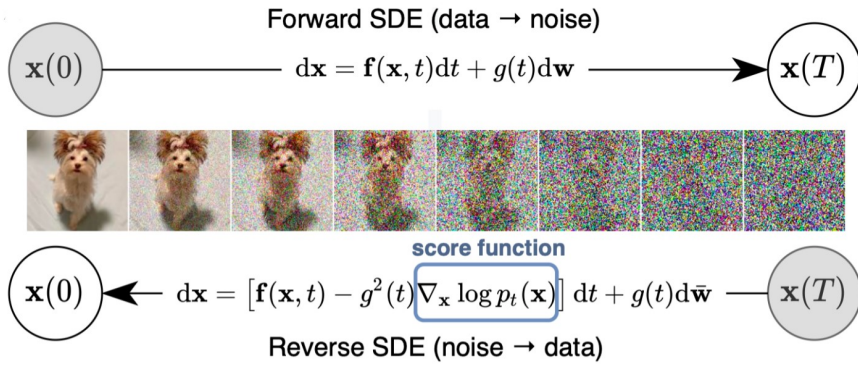 Forward SDE (data → noise)
x(0) dx = f(x, t)dt + g(t)dw x(T)
score function
x(0) dx = [f(x, t) − g²(t)∇ₓ log pₜ(x)] dt + g(t)dw̄ x(T)
Reverse SDE (noise → data)